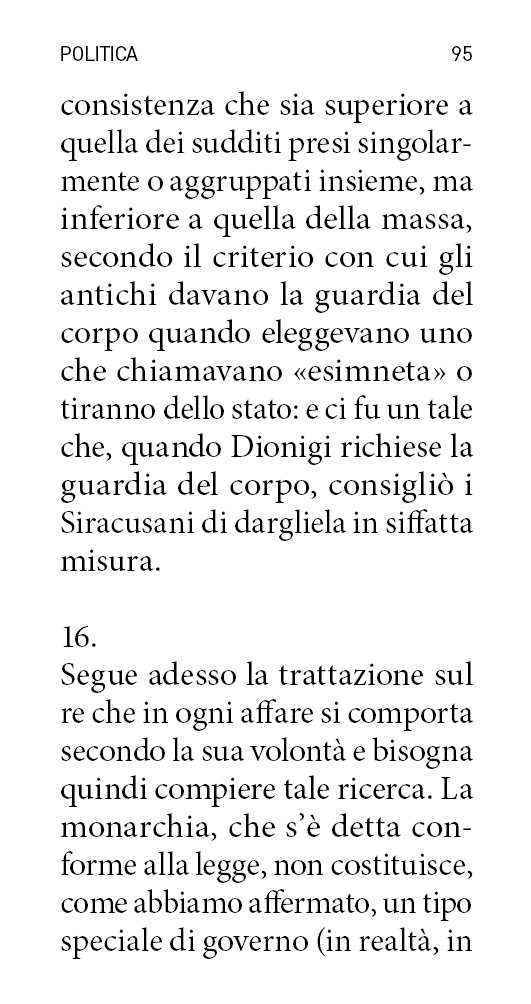 POLITICA 95
consistenza che sia superiore a
quella dei sudditi presi singolar-
mente o aggruppati insieme, ma
inferiore a quella della massa,
secondo il criterio con cui gli
antichi davano la guardia del
corpo quando eleggevano uno
che chiamavano «esimneta» o
tiranno dello stato: e ci fu un tale
che, quando Dionigi richiese la
guardia del corpo, consigliò i
Siracusani di dargliela in siffatta
misura.
16.
Segue adesso la trattazione sul
re che in ogni affare si comporta
secondo la sua volontà e bisogna
quindi compiere tale ricerca. La
monarchia, che s’è detta con-
forme alla legge, non costituisce,
come abbiamo affermato, un tipo
speciale di governo (in realtà, in